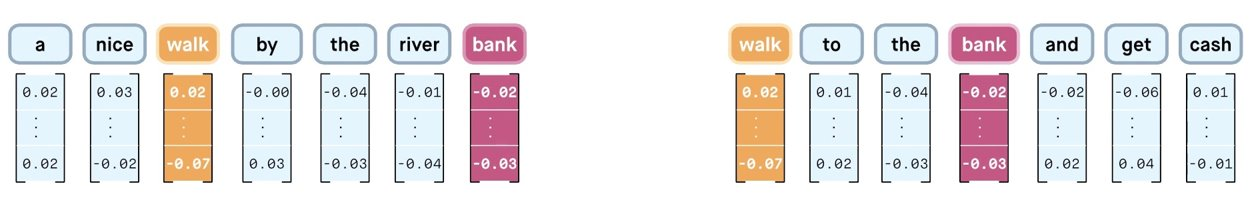 a nice walk by the river bank walk to the bank and get cash
0.02 0.03 0.02 -0.00 -0.04 -0.01 -0.02 0.02 0.01 -0.04 -0.02 -0.02 -0.06 0.01
0.02 -0.02 -0.07 0.03 -0.03 -0.04 -0.03 -0.07 0.02 -0.03 -0.03 0.02 0.04 -0.01